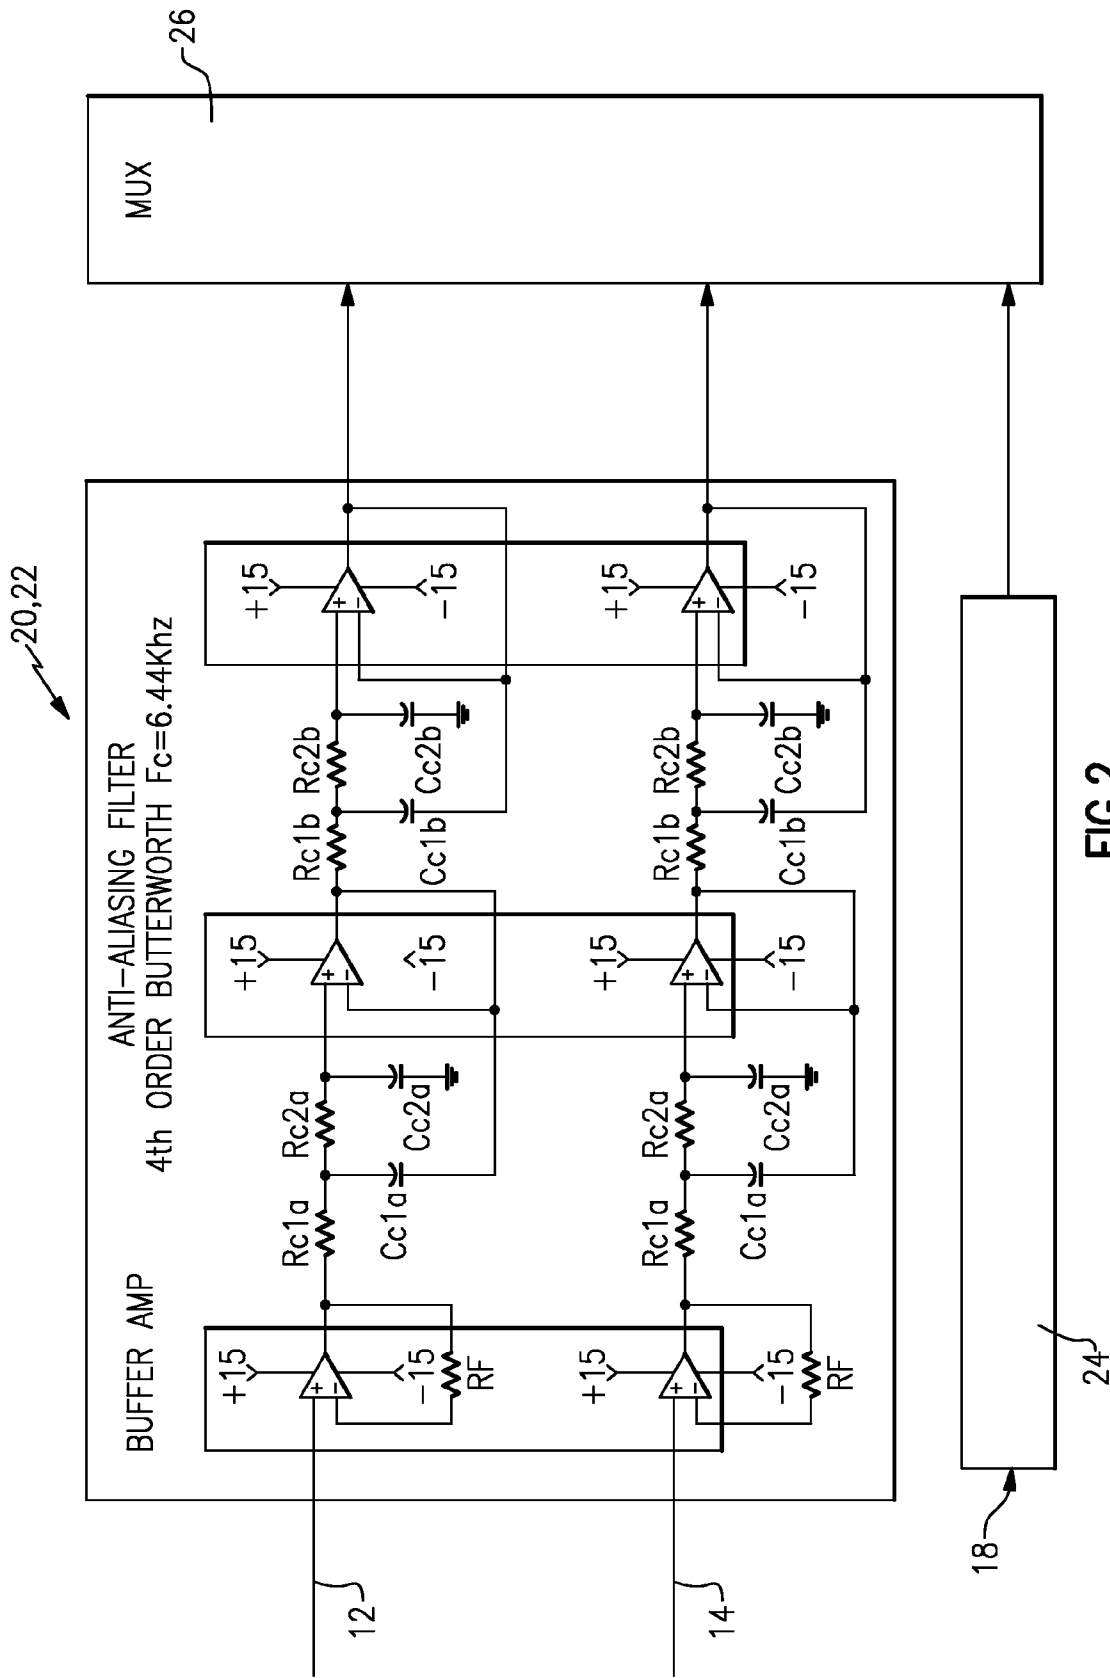 20,22
ANTI-ALIASING FILTER
4th ORDER BUTTERWORTH Fc=6.44Khz
BUFFER AMP
MUX
26
12
+15
+
-
-15
RF
Rc1a
Rc2a
Cc1a
Cc2a
+15
+
-
-15
Rc1b
Rc2b
Cc1b
Cc2b
+15
+
-
-15
14
+15
+
-
-15
RF
Rc1a
Rc2a
Cc1a
Cc2a
+15
+
-
-15
Rc1b
Rc2b
Cc1b
Cc2b
+15
+
-
-15
18
24
FIG.2